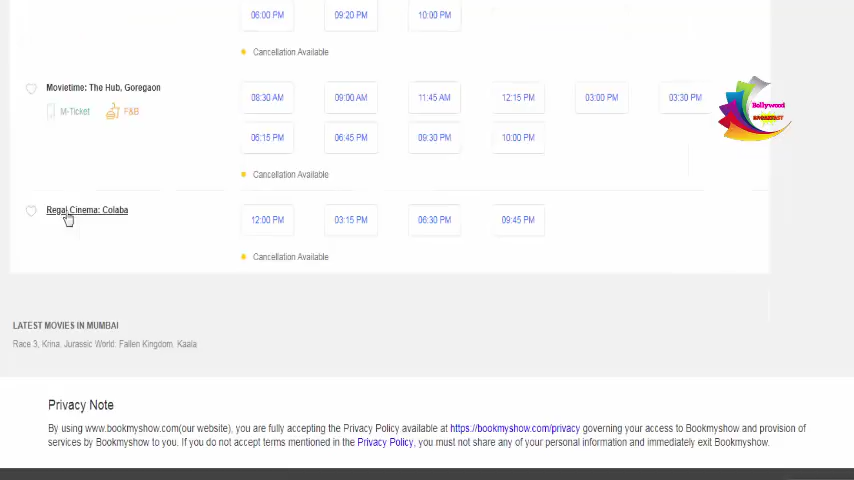 06:00 PM 09:20 PM 10:00 PM
Cancellation Available
Movietime: The Hub, Goregaon
M-Ticket F&B
08:30 AM 09:00 AM 11:45 AM 12:15 PM 03:00 PM 03:30 PM
06:15 PM 06:45 PM 09:30 PM 10:00 PM
Cancellation Available
Regal Cinema: Colaba
12:00 PM 03:15 PM 06:30 PM 09:45 PM
Cancellation Available
Bollywood
LATEST MOVIES IN MUMBAI
Race 3, Krina, Jurassic World: Fallen Kingdom, Kaala
Privacy Note
By using www.bookmyshow.com(our website), you are fully accepting the Privacy Policy available at https://bookmyshow.com/privacy governing your access to Bookmyshow and provision of
services by Bookmyshow to you. If you do not accept terms mentioned in the Privacy Policy, you must not share any of your personal information and immediately exit Bookmyshow.